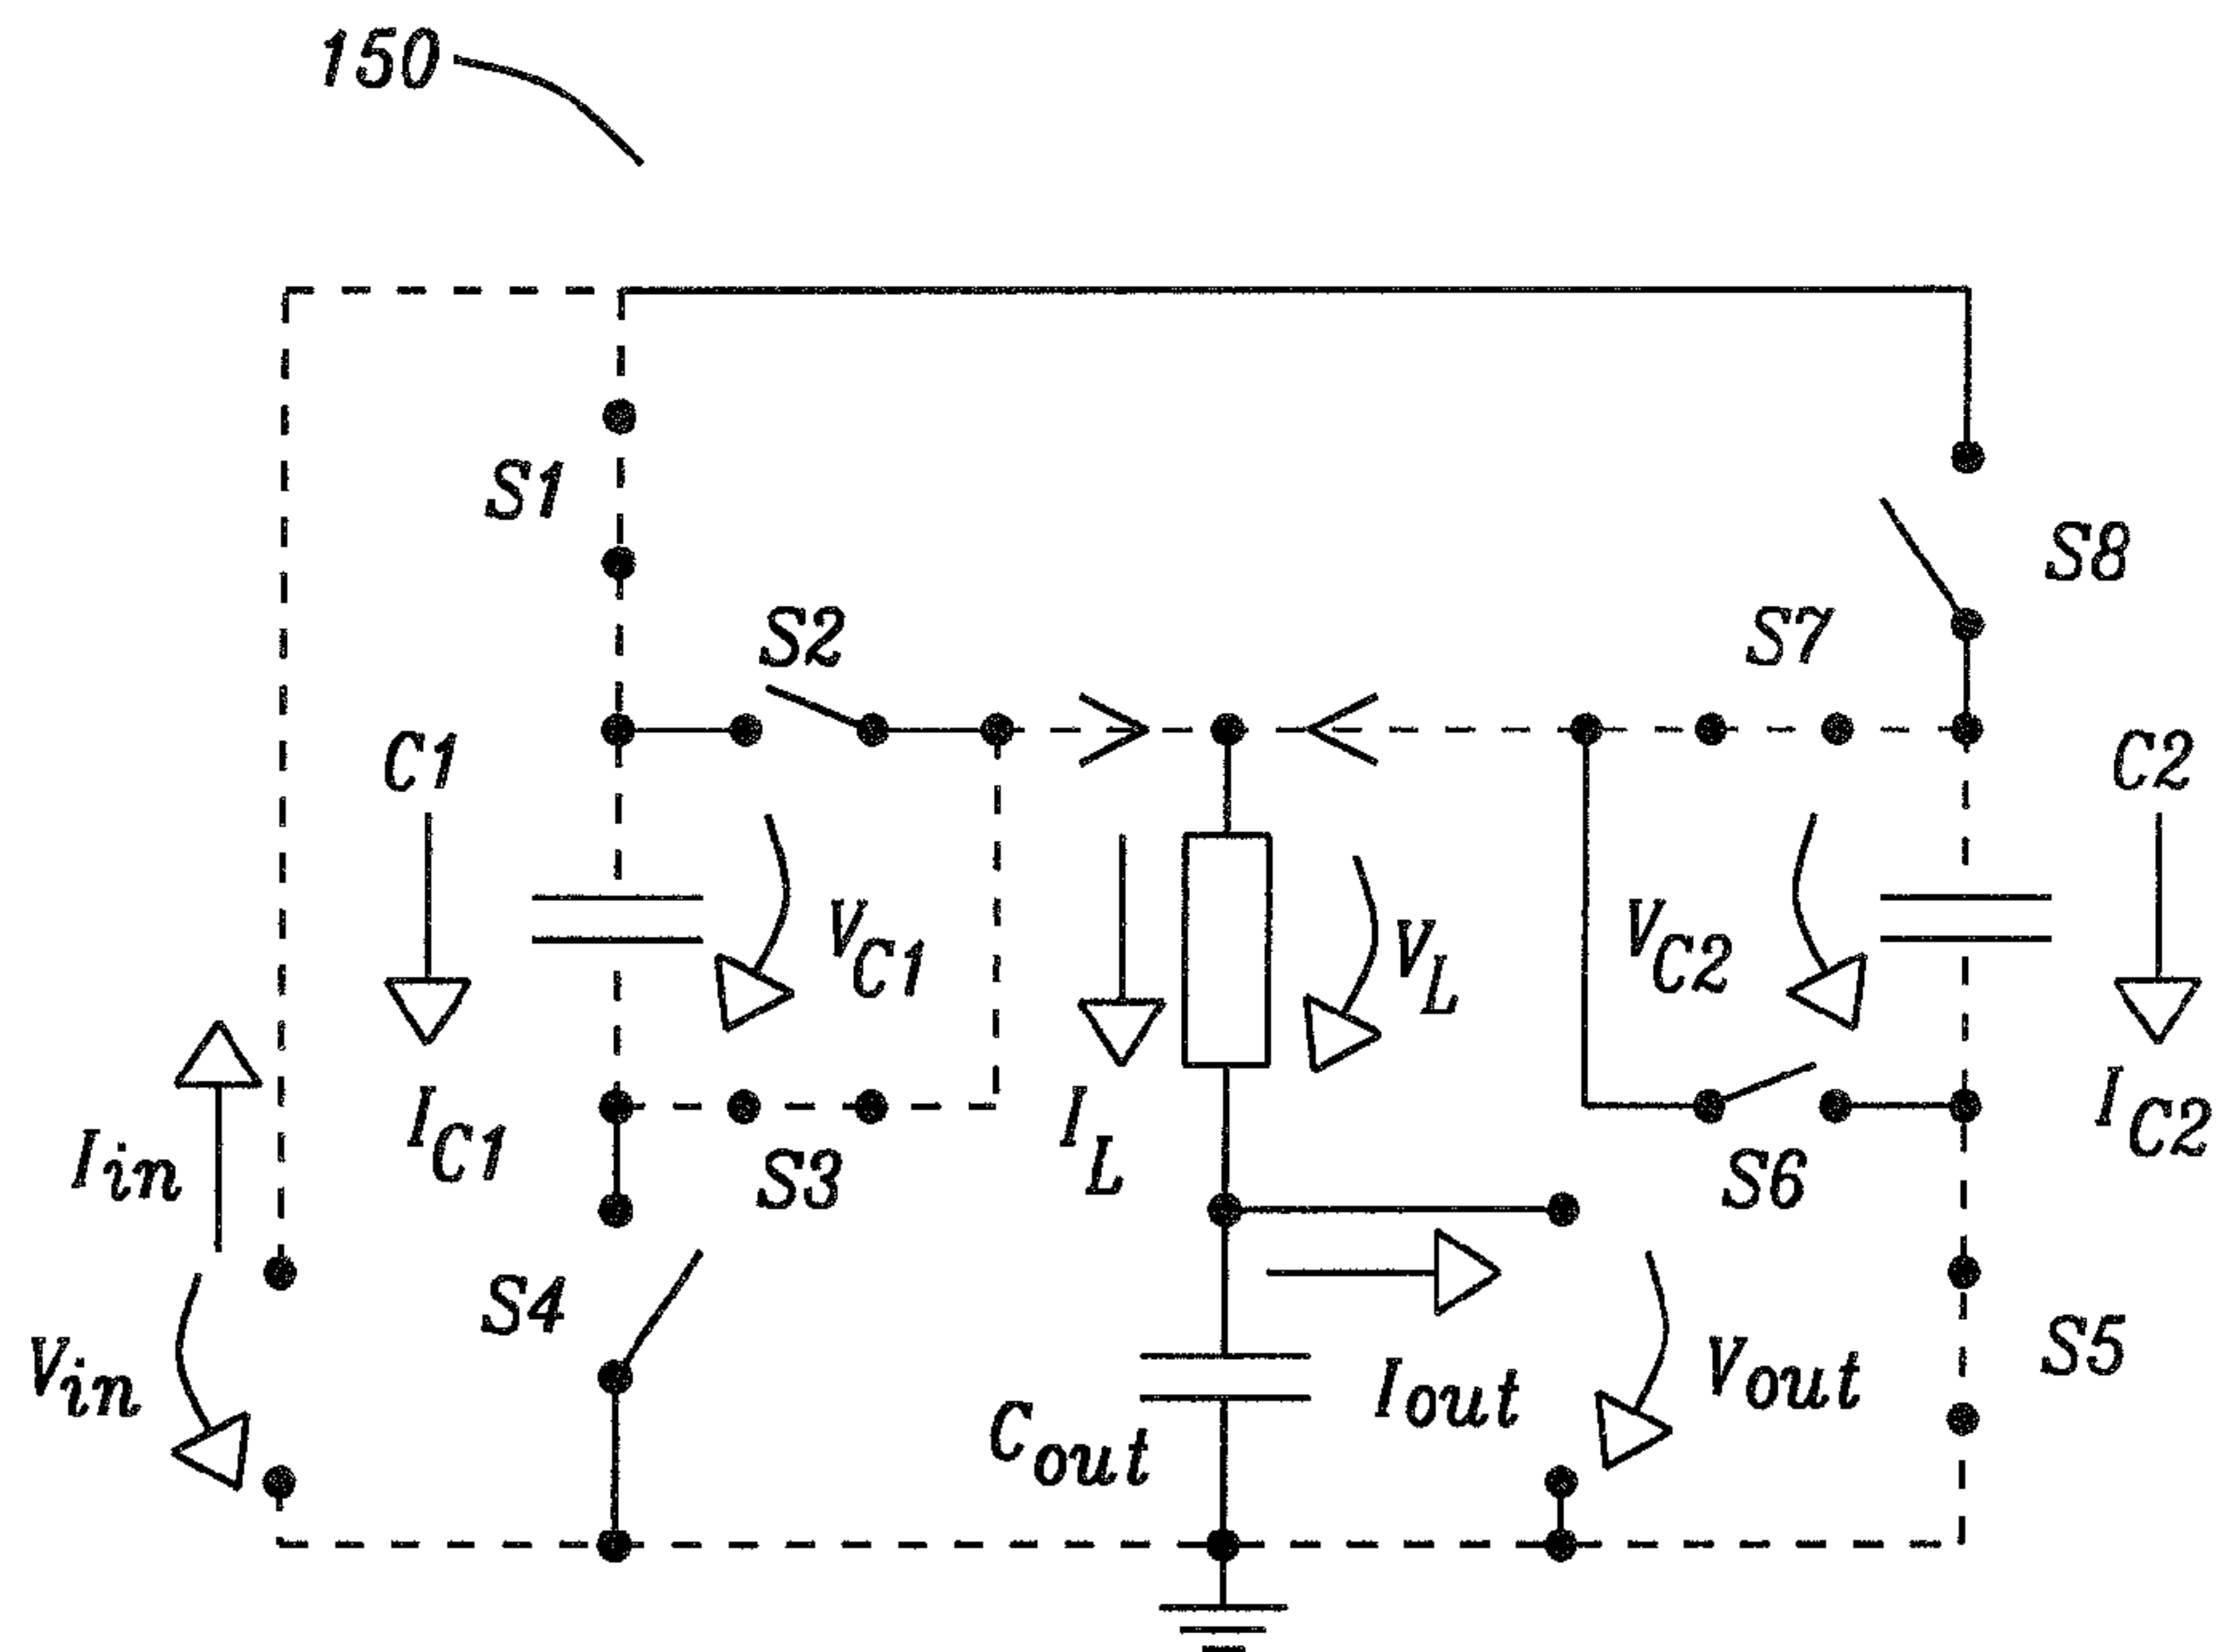 150
S1
S8
S2
S7
C1
C2
VC1
VL
VC2
IC1
IL
IC2
Iin
S3
S6
S4
S5
Vin
Vout
Iout
Cout